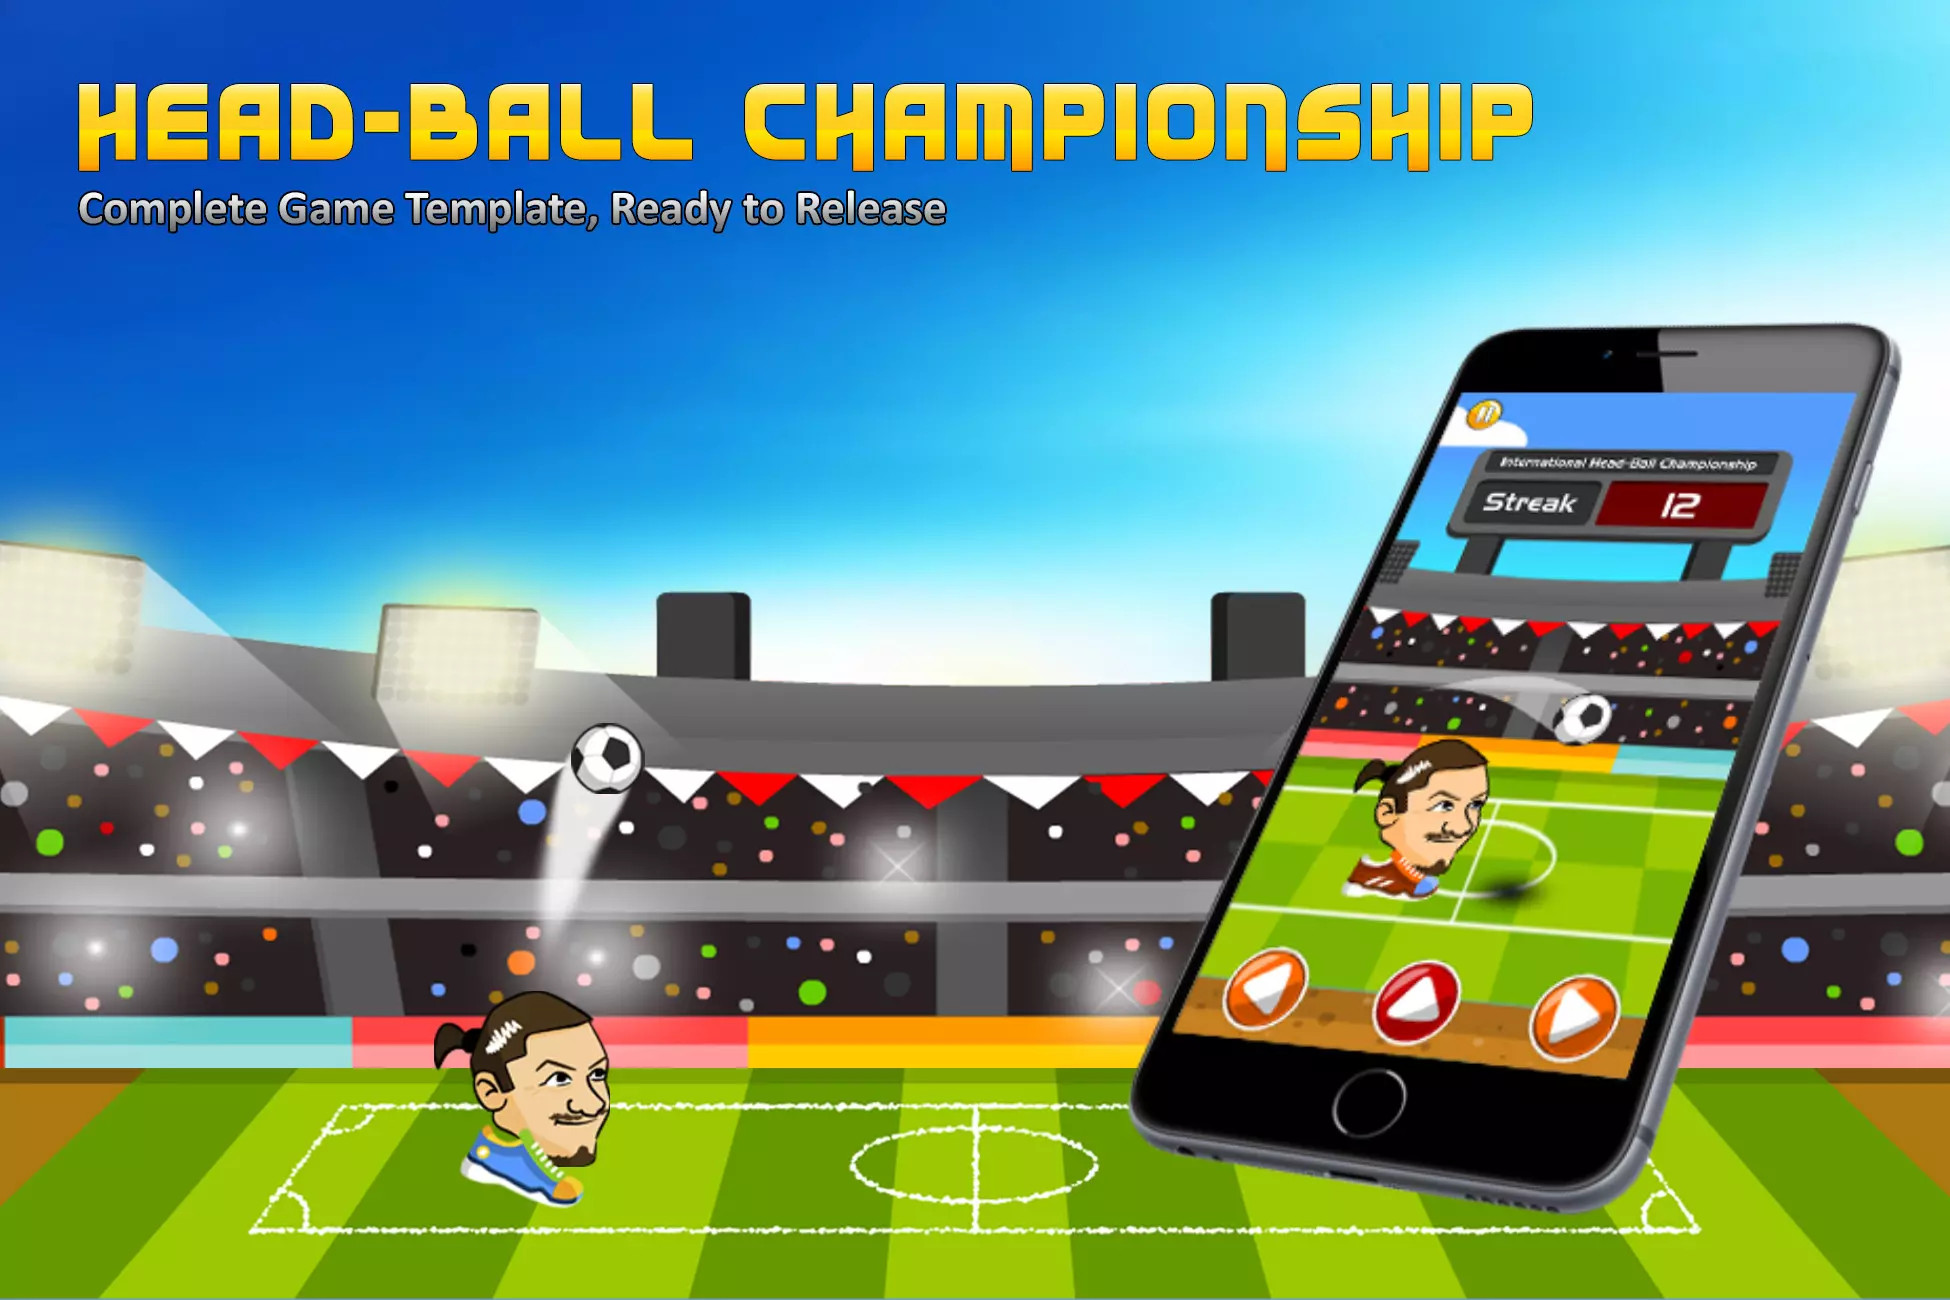 HEAD-BALL CHAMPIONSHIP
Complete Game Template, Ready to Release
International Head-Ball Championship
Streak 12